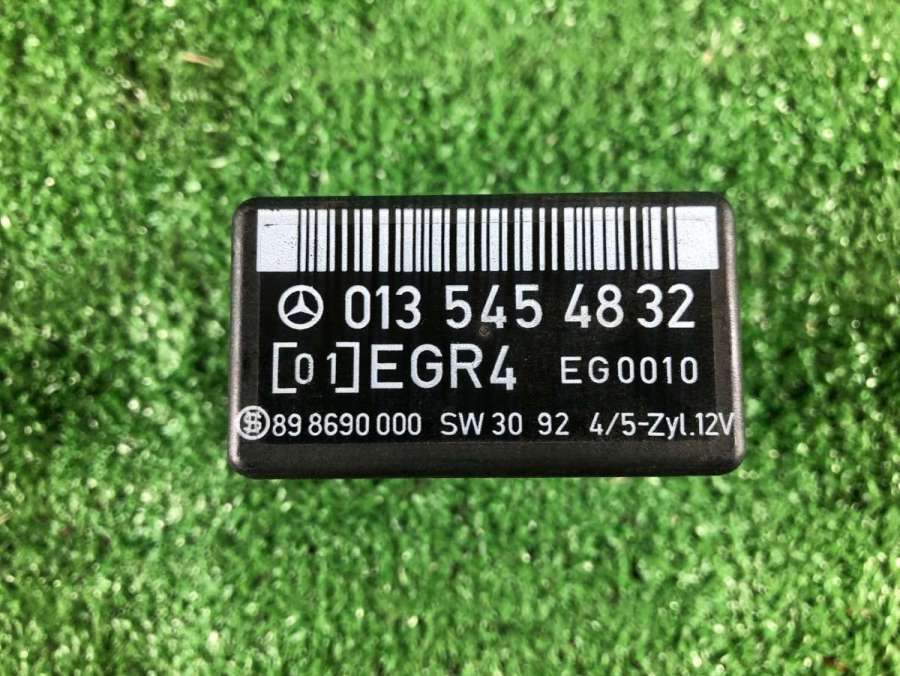 013 545 48 32
[01] EGR4 EG0010
89 8690 000 SW 30 92 4/5-Zyl.12V